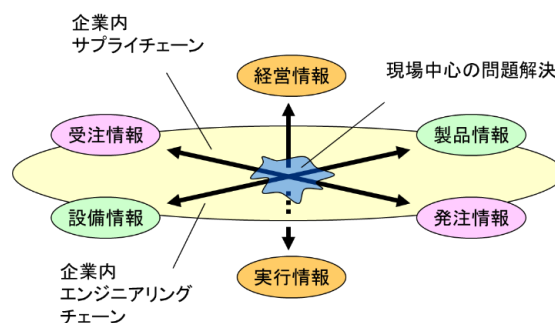 企業内
サプライチェーン
経営情報
現場中心の問題解決
受注情報
製品情報
設備情報
発注情報
企業内
エンジニアリング
チェーン
実行情報